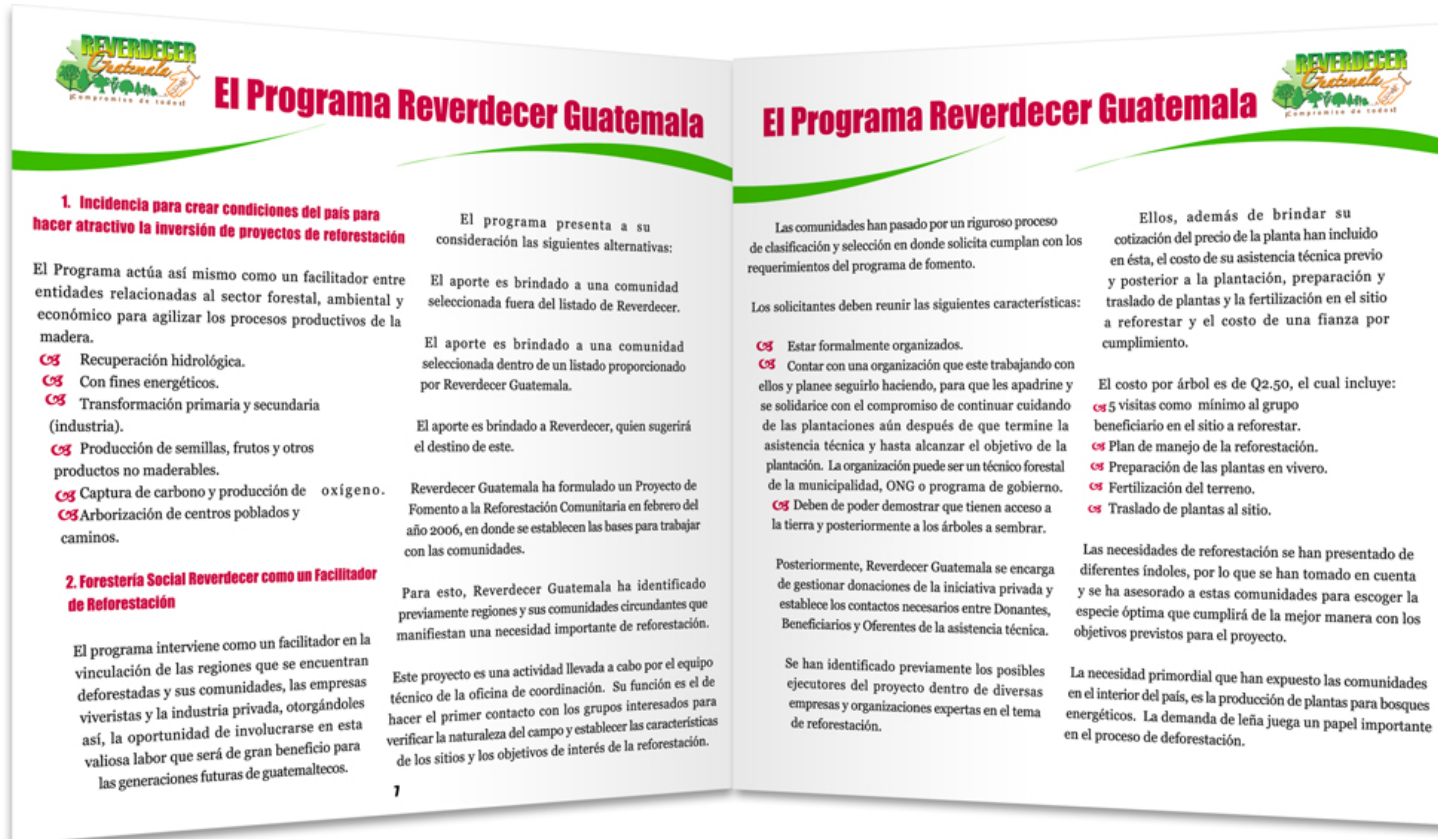 REVERDECER
Guatemala
¡Compromiso de todos!
El Programa Reverdecer Guatemala
1. Incidencia para crear condiciones del país para
hacer atractivo la inversión de proyectos de reforestación
El Programa actúa así mismo como un facilitador entre
entidades relacionadas al sector forestal, ambiental y
económico para agilizar los procesos productivos de la
madera.
Recuperación hidrológica.
Con fines energéticos.
Transformación primaria y secundaria
(industria).
Producción de semillas, frutos y otros
productos no maderables.
Captura de carbono y producción de oxígeno.
Arborización de centros poblados y
caminos.
2. Forestería Social Reverdecer como un Facilitador
de Reforestación
El programa interviene como un facilitador en la
vinculación de las regiones que se encuentran
deforestadas y sus comunidades, las empresas
viveristas y la industria privada, otorgándoles
así, la oportunidad de involucrarse en esta
valiosa labor que será de gran beneficio para
las generaciones futuras de guatemaltecos.
El programa presenta a su
consideración las siguientes alternativas:
El aporte es brindado a una comunidad
seleccionada fuera del listado de Reverdecer.
El aporte es brindado a una comunidad
seleccionada dentro de un listado proporcionado
por Reverdecer Guatemala.
El aporte es brindado a Reverdecer, quien sugerirá
el destino de este.
Reverdecer Guatemala ha formulado un Proyecto de
Fomento a la Reforestación Comunitaria en febrero del
año 2006, en donde se establecen las bases para trabajar
con las comunidades.
Para esto, Reverdecer Guatemala ha identificado
previamente regiones y sus comunidades circundantes que
manifiestan una necesidad importante de reforestación.
Este proyecto es una actividad llevada a cabo por el equipo
técnico de la oficina de coordinación. Su función es el de
hacer el primer contacto con los grupos interesados para
verificar la naturaleza del campo y establecer las características
de los sitios y los objetivos de interés de la reforestación.
7
El Programa Reverdecer Guatemala
REVERDECER
Guatemala
¡Compromiso de todos!
Las comunidades han pasado por un riguroso proceso
de clasificación y selección en donde solicita cumplan con los
requerimientos del programa de fomento.
Los solicitantes deben reunir las siguientes características:
Estar formalmente organizados.
Contar con una organización que este trabajando con
ellos y planee seguirlo haciendo, para que les apadrine y
se solidarice con el compromiso de continuar cuidando
de las plantaciones aún después de que termine la
asistencia técnica y hasta alcanzar el objetivo de la
plantación. La organización puede ser un técnico forestal
de la municipalidad, ONG o programa de gobierno.
Deben de poder demostrar que tienen acceso a
la tierra y posteriormente a los árboles a sembrar.
Posteriormente, Reverdecer Guatemala se encarga
de gestionar donaciones de la iniciativa privada y
establece los contactos necesarios entre Donantes,
Beneficiarios y Oferentes de la asistencia técnica.
Se han identificado previamente los posibles
ejecutores del proyecto dentro de diversas
empresas y organizaciones expertas en el tema
de reforestación.
Ellos, además de brindar su
cotización del precio de la planta han incluido
en ésta, el costo de su asistencia técnica previo
y posterior a la plantación, preparación y
traslado de plantas y la fertilización en el sitio
a reforestar y el costo de una fianza por
cumplimiento.
El costo por árbol es de Q2.50, el cual incluye:
5 visitas como mínimo al grupo
beneficiario en el sitio a reforestar.
Plan de manejo de la reforestación.
Preparación de las plantas en vivero.
Fertilización del terreno.
Traslado de plantas al sitio.
Las necesidades de reforestación se han presentado de
diferentes índoles, por lo que se han tomado en cuenta
y se ha asesorado a estas comunidades para escoger la
especie óptima que cumplirá de la mejor manera con los
objetivos previstos para el proyecto.
La necesidad primordial que han expuesto las comunidades
en el interior del país, es la producción de plantas para bosques
energéticos. La demanda de leña juega un papel importante
en el proceso de deforestación.